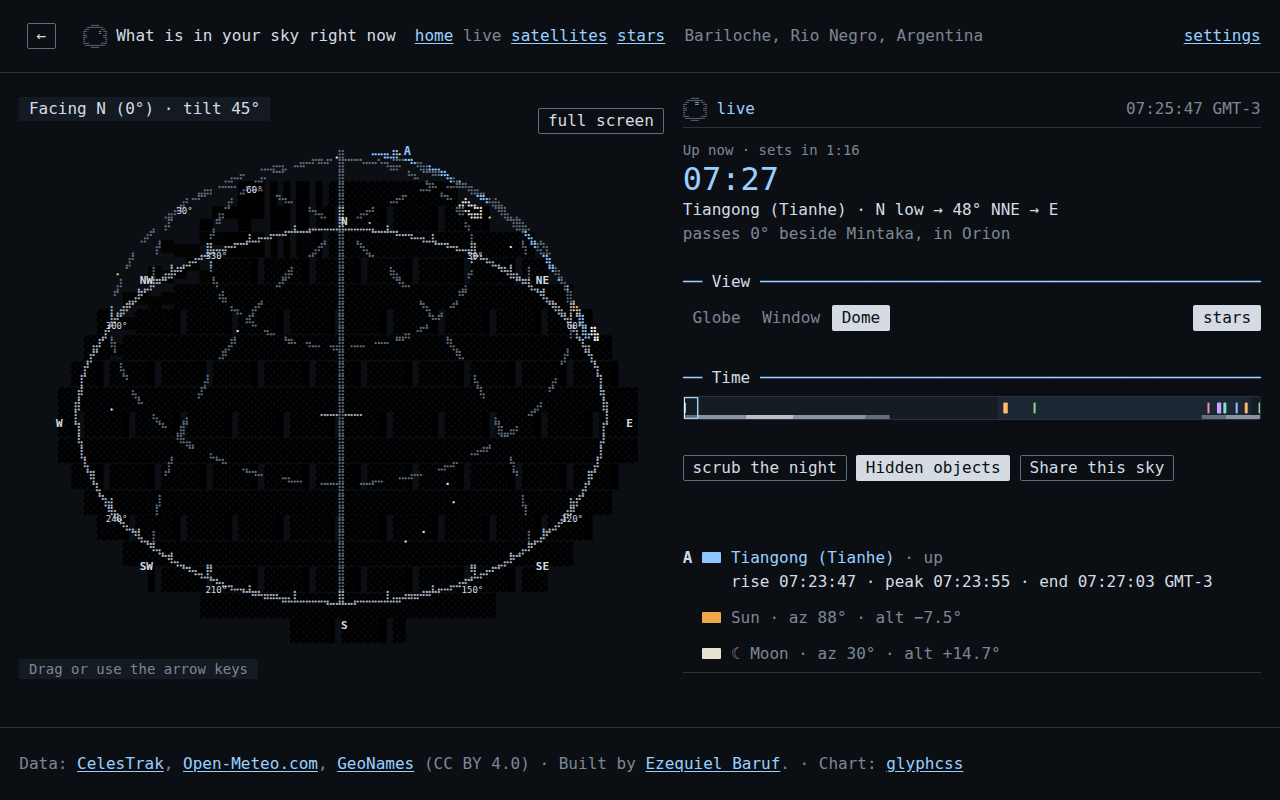 ← What is in your sky right now home live satellites stars Bariloche, Rio Negro, Argentina settings
Facing N (0°) · tilt 45°
full screen
live 07:25:47 GMT-3
Up now · sets in 1:16
07:27
Tiangong (Tianhe) · N low → 48° NNE → E
passes 0° beside Mintaka, in Orion
View
Globe Window Dome stars
Time
scrub the night Hidden objects Share this sky
A Tiangong (Tianhe) · up
rise 07:23:47 · peak 07:23:55 · end 07:27:03 GMT-3
Sun · az 88° · alt −7.5°
☾ Moon · az 30° · alt +14.7°
A
60°
30°
N
330°
30°
NW
NE
300°
60°
W
E
240°
120°
SW
SE
210°
150°
S
Drag or use the arrow keys
Data: CelesTrak, Open-Meteo.com, GeoNames (CC BY 4.0) · Built by Ezequiel Baruf. · Chart: glyphcss